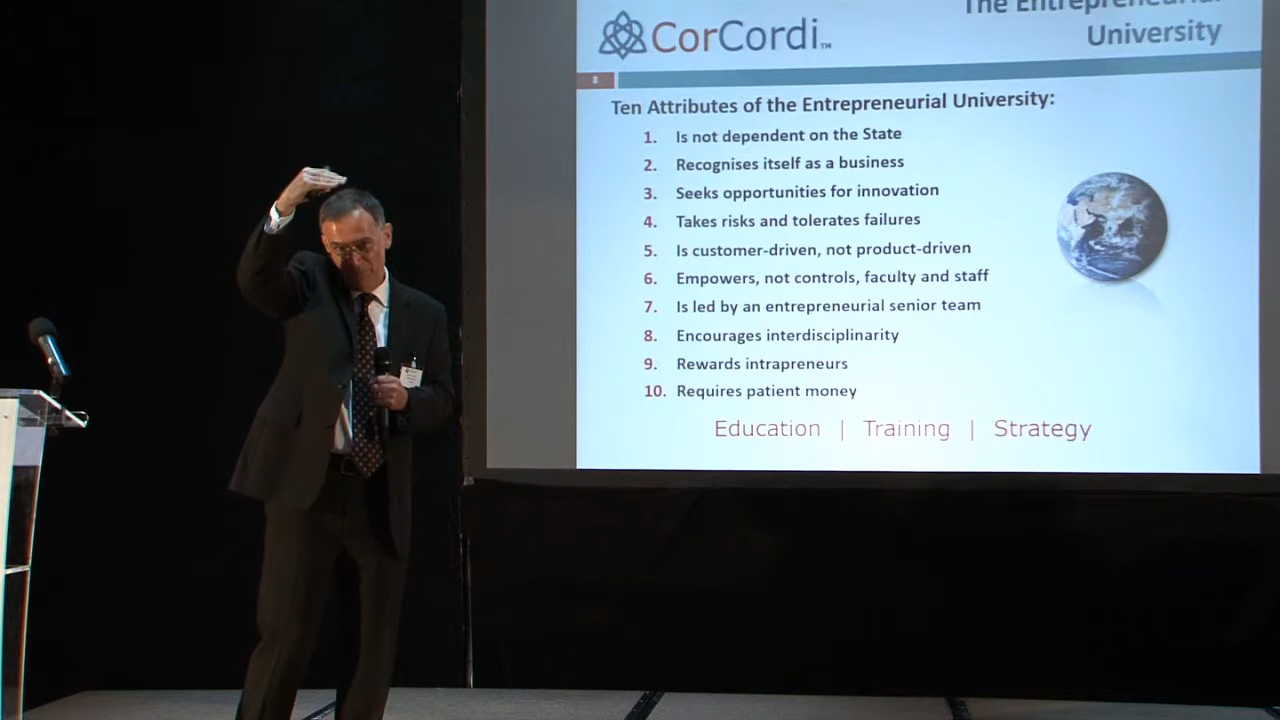 The Entrepreneurial
CorCordi™
University
8
Ten Attributes of the Entrepreneurial University:
1. Is not dependent on the State
2. Recognises itself as a business
3. Seeks opportunities for innovation
4. Takes risks and tolerates failures
5. Is customer-driven, not product-driven
6. Empowers, not controls, faculty and staff
7. Is led by an entrepreneurial senior team
8. Encourages interdisciplinarity
9. Rewards intrapreneurs
10. Requires patient money
Education | Training | Strategy